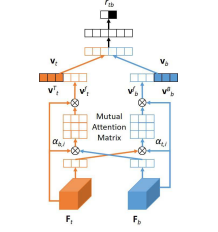 r_tb
v_t v_b
v^T_t v^I_t v^I_b v^B_b
Mutual
Attention
Matrix
α_b,i α_t,i
F_t F_b